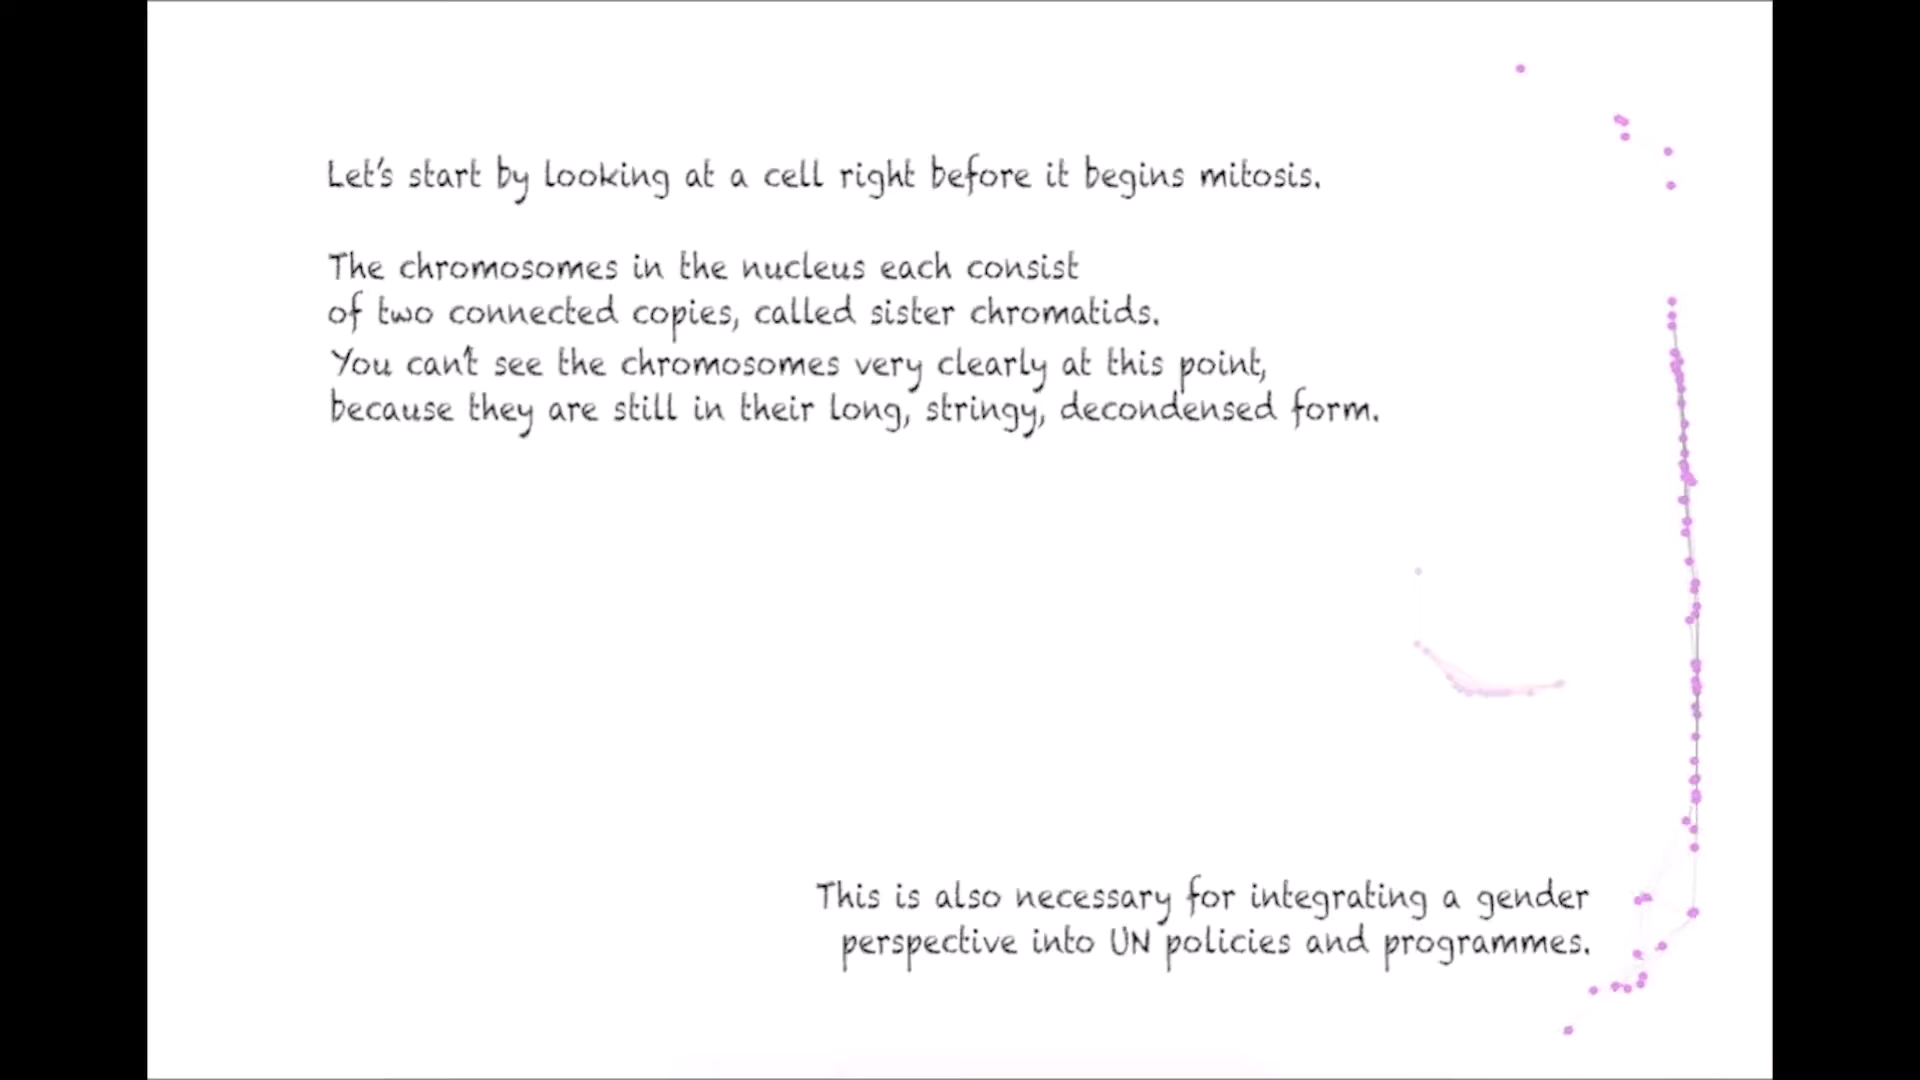 Let's start by looking at a cell right before it begins mitosis.
The chromosomes in the nucleus each consist
of two connected copies, called sister chromatids.
You can't see the chromosomes very clearly at this point,
because they are still in their long, stringy, decondensed form.
This is also necessary for integrating a gender
perspective into UN policies and programmes.